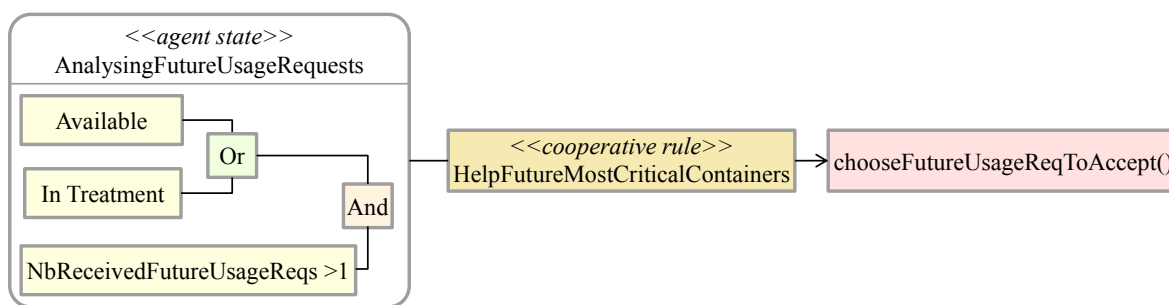 <<agent state>>
AnalysingFutureUsageRequests
Available
Or
In Treatment
And
NbReceivedFutureUsageReqs >1
<<cooperative rule>>
HelpFutureMostCriticalContainers
chooseFutureUsageReqToAccept()